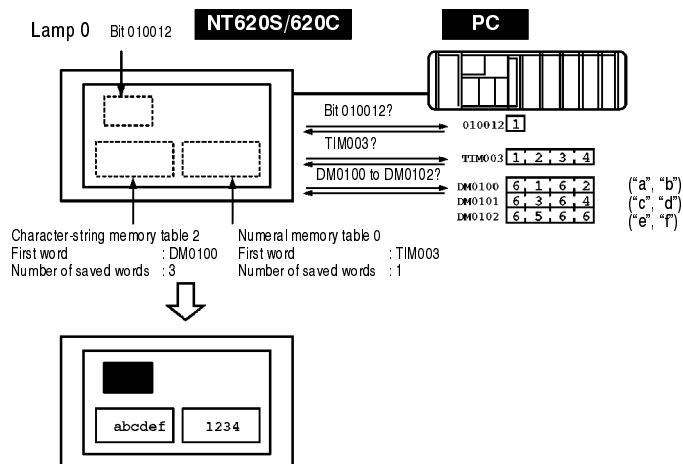 NT620S/620C PC
Lamp 0 Bit 010012
Bit 010012?
010012 1
TIM003?
TIM003 1 2 3 4
DM0100 to DM0102?
DM0100 6 1 6 2 (“a”, “b”)
DM0101 6 3 6 4 (“c”, “d”)
DM0102 6 5 6 6 (“e”, “f”)
Character-string memory table 2
First word : DM0100
Number of saved words : 3
Numeral memory table 0
First word : TIM003
Number of saved words : 1
abcdef 1234